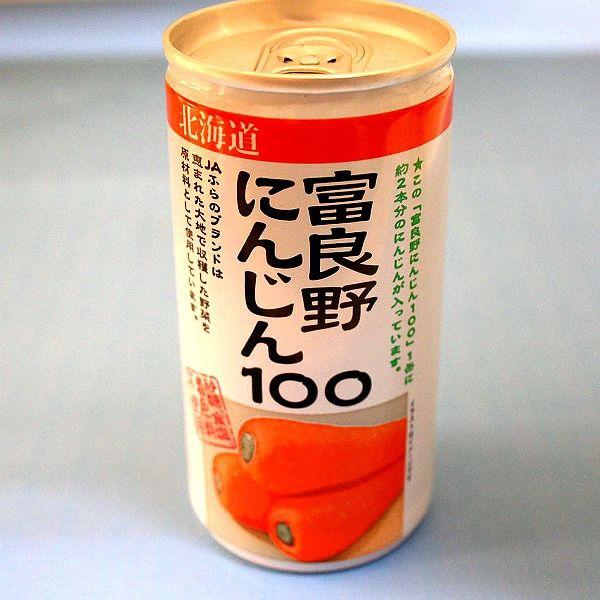 北海道
富良野
にんじん
100
★この「富良野にんじん100」1缶に
約2本分のにんじんが入っています。
JAふらのブランドは
恵まれた大地で収穫した野菜を
原材料として使用しています。